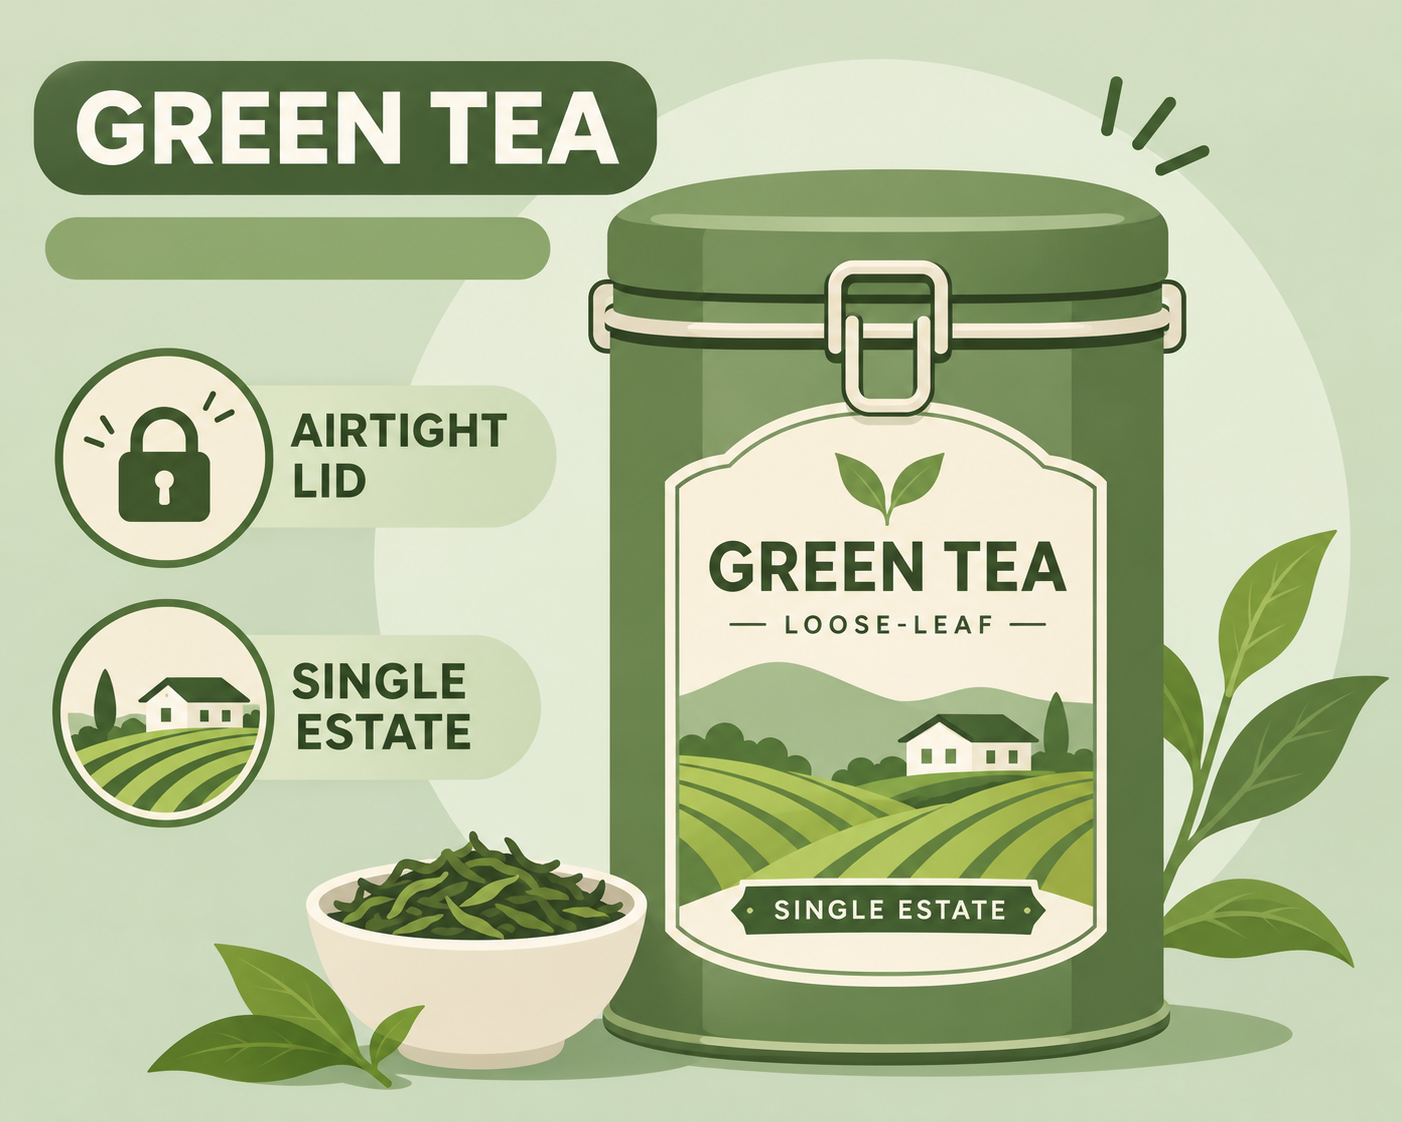 GREEN TEA
AIRTIGHT
LID
SINGLE
ESTATE
GREEN TEA
LOOSE-LEAF
SINGLE ESTATE